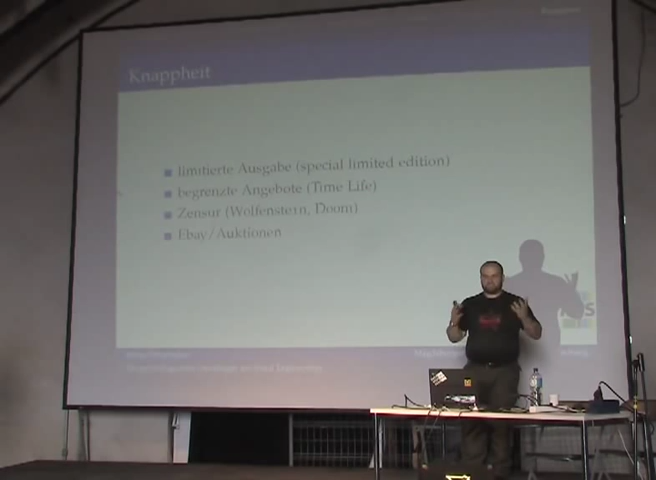 Knappheit
limitierte Ausgabe (special limited edition)
begrenzte Angebote (Time Life)
Zensur (Wolfenstein, Doom)
Ebay/Auktionen